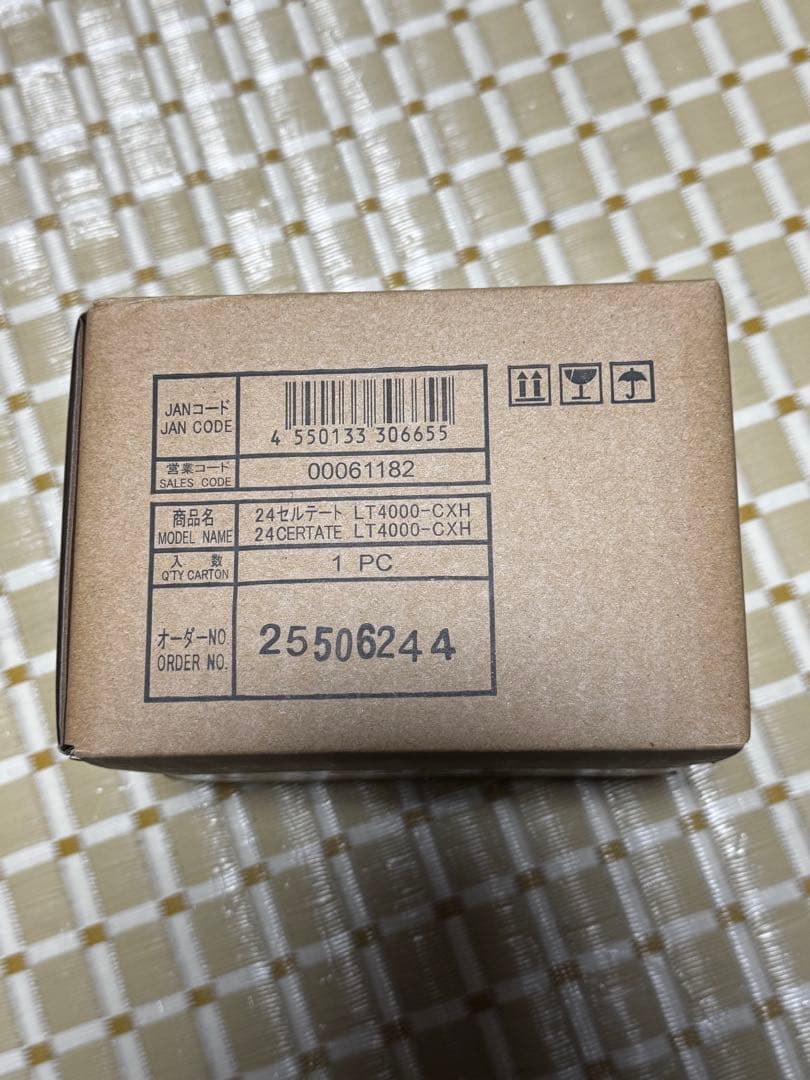 JANコード
JAN CODE
4 550133 306655
営業コード
SALES CODE
00061182
商品名
MODEL NAME
24セルテート LT4000-CXH
24CERTATE LT4000-CXH
入 数
Q'TY CARTON
1 PC
オーダーNO.
ORDER NO.
25506244